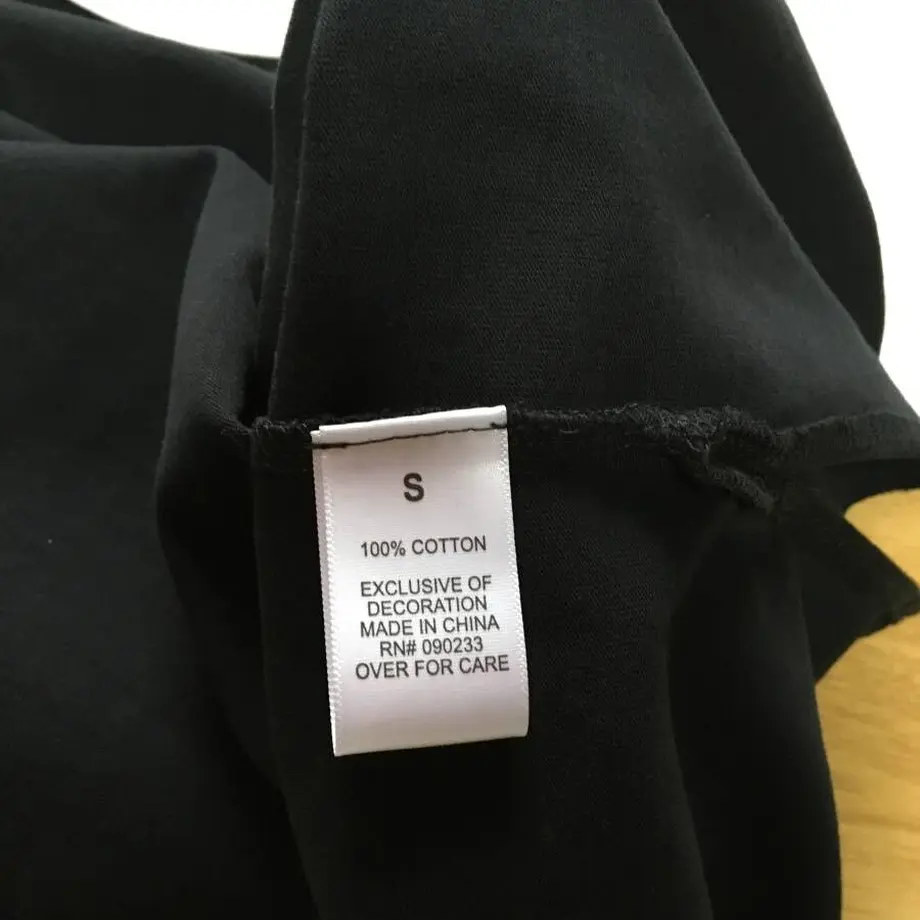 S
100% COTTON
EXCLUSIVE OF
DECORATION
MADE IN CHINA
RN# 090233
OVER FOR CARE